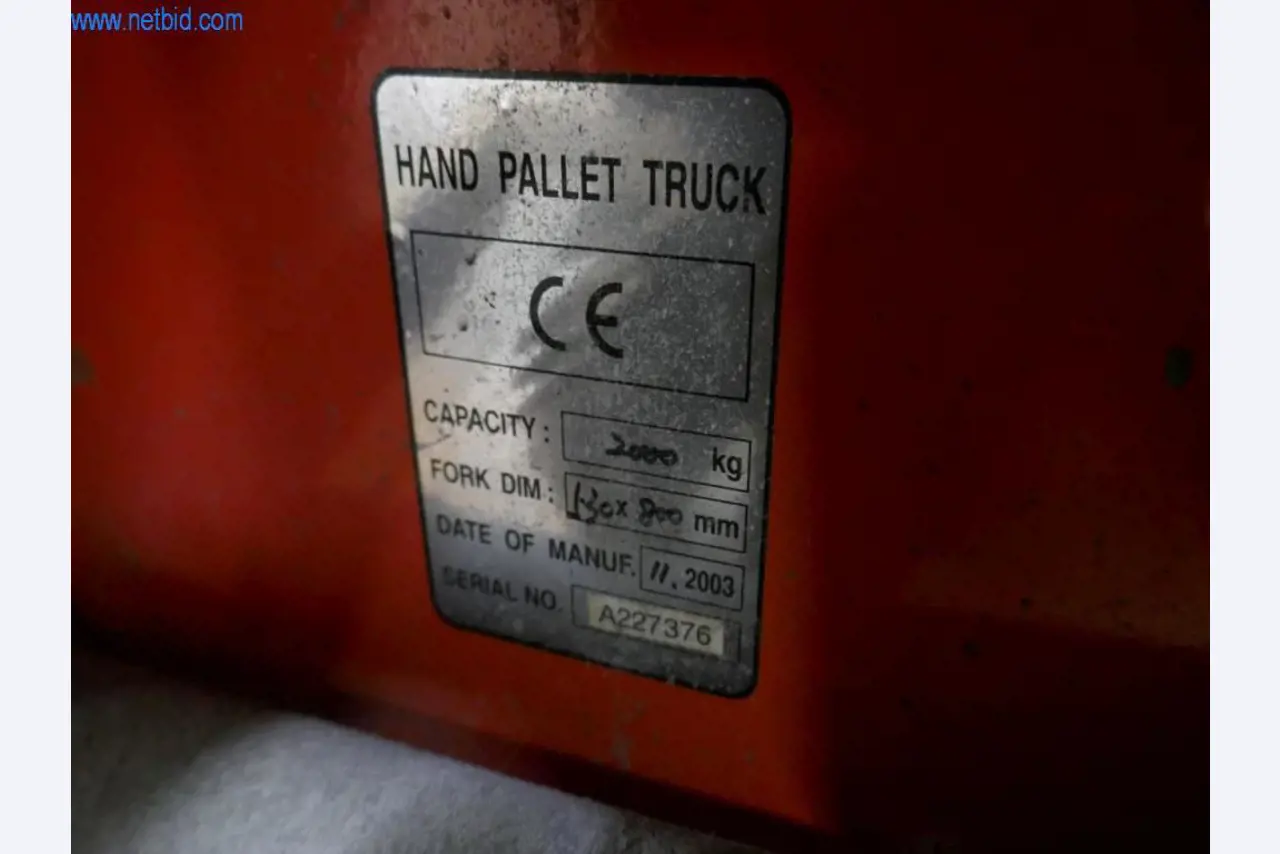 www.netbid.com
HAND PALLET TRUCK
CE
CAPACITY : 2000 kg
FORK DIM : x 800 mm
DATE OF MANUF. 11. 2003
SERIAL NO. A227376